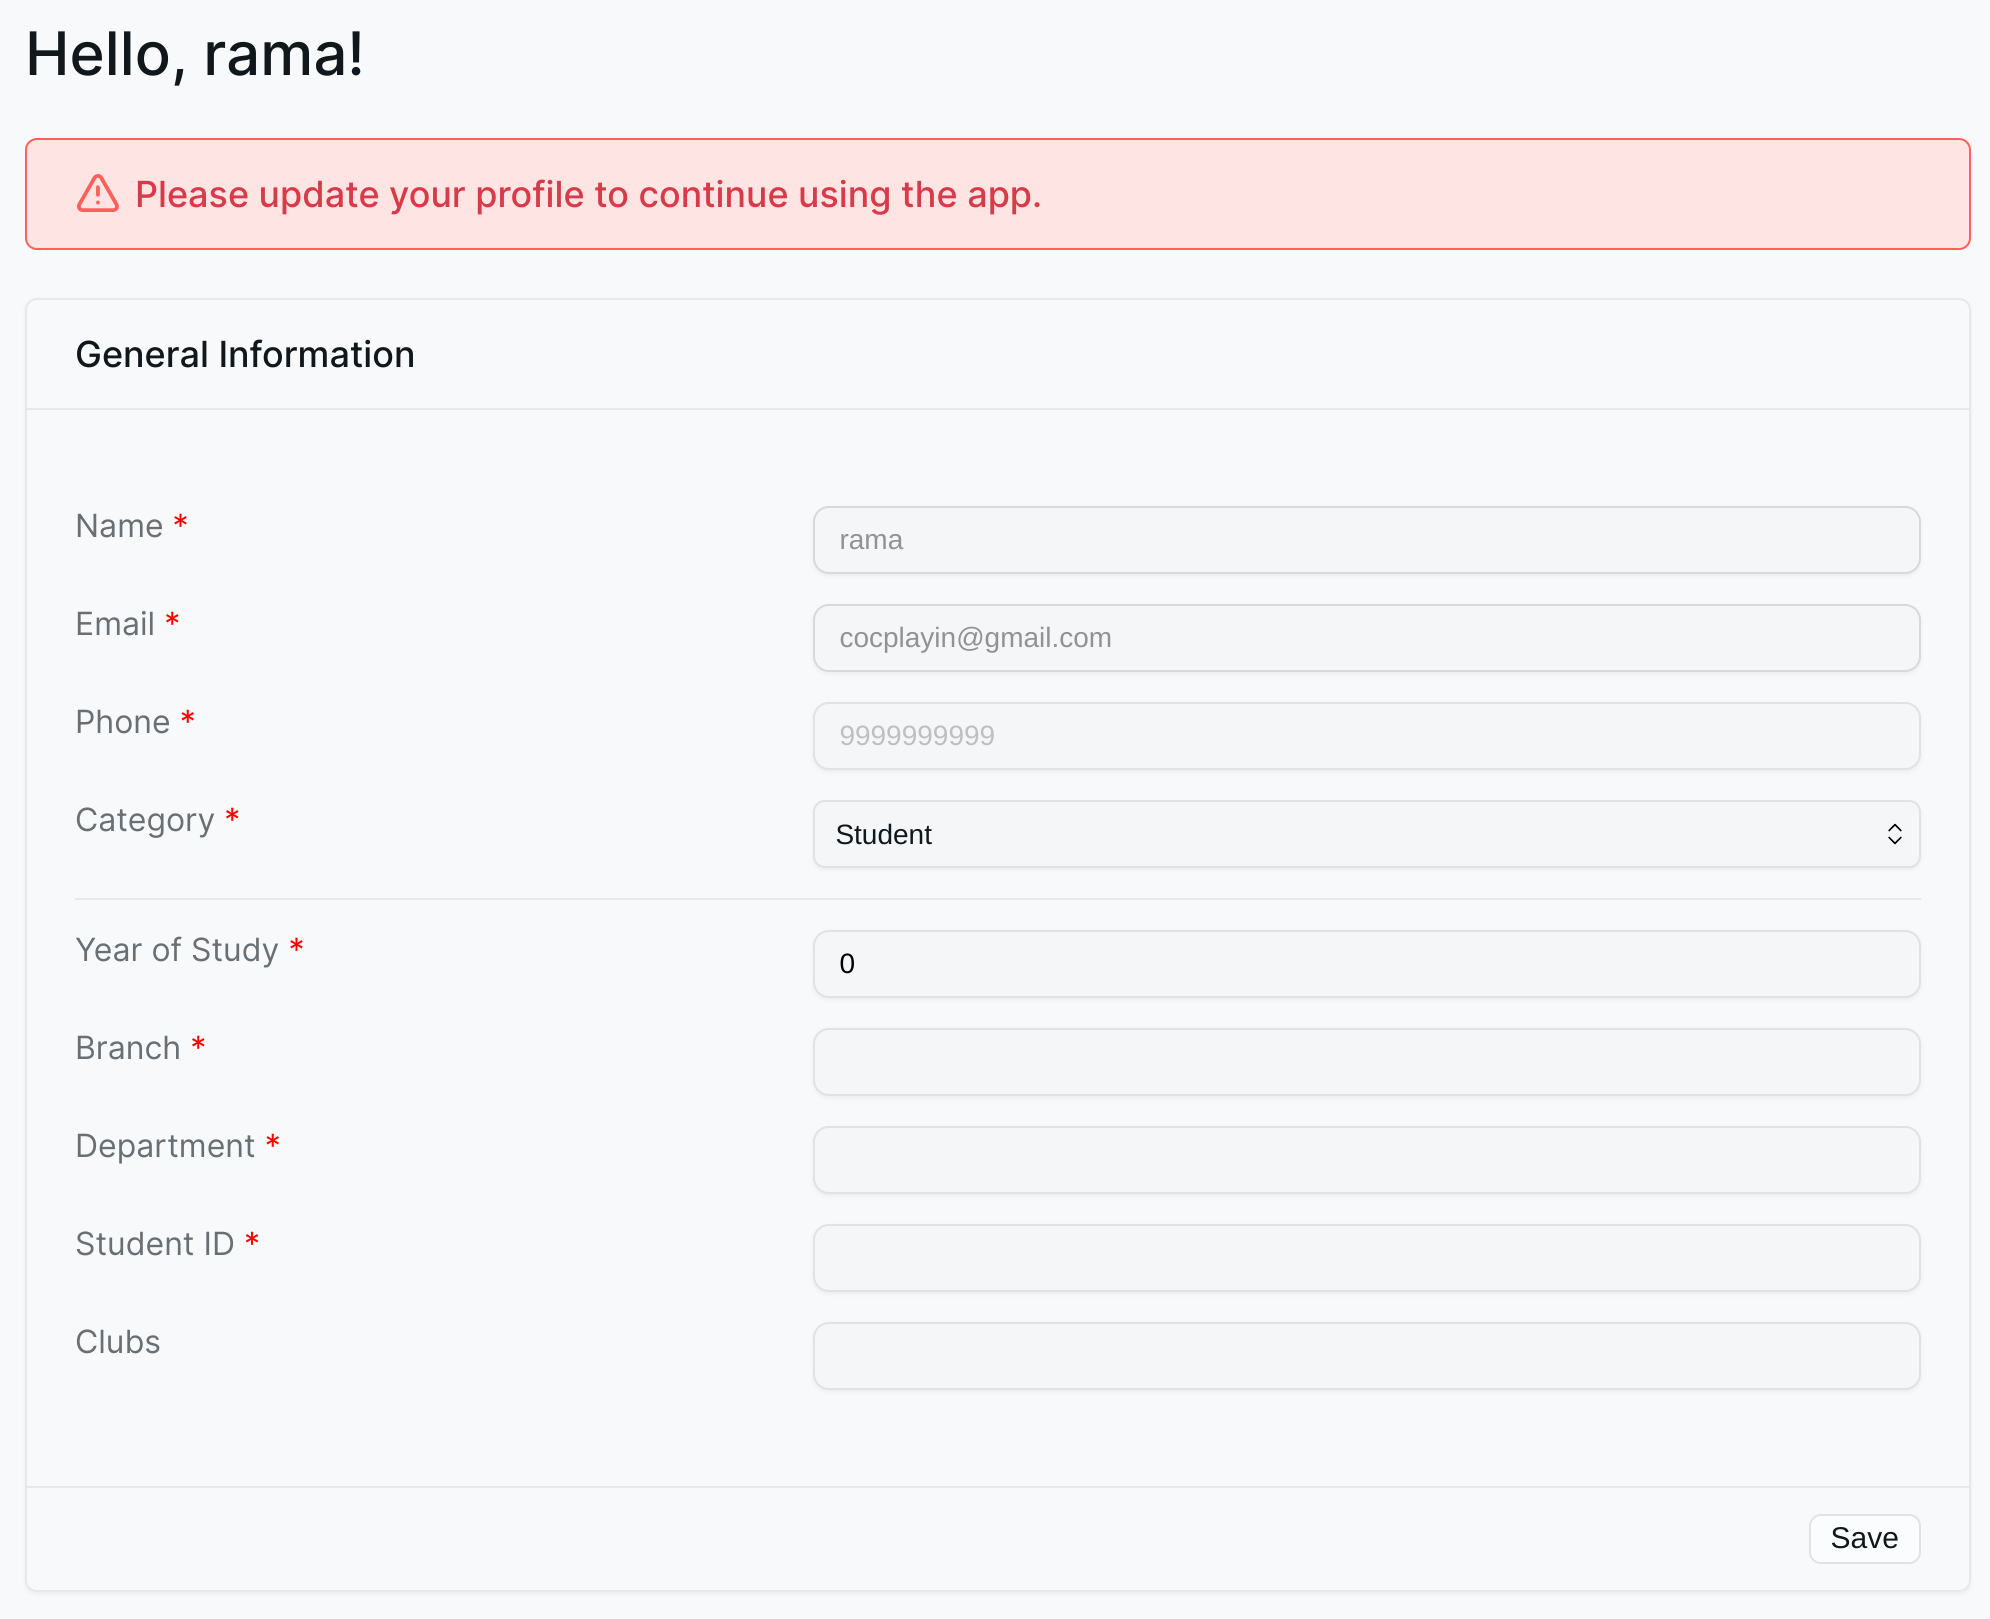 Hello, rama!
Please update your profile to continue using the app.
General Information
Name *
rama
Email *
cocplayin@gmail.com
Phone *
9999999999
Category *
Student
Year of Study *
0
Branch *
Department *
Student ID *
Clubs
Save